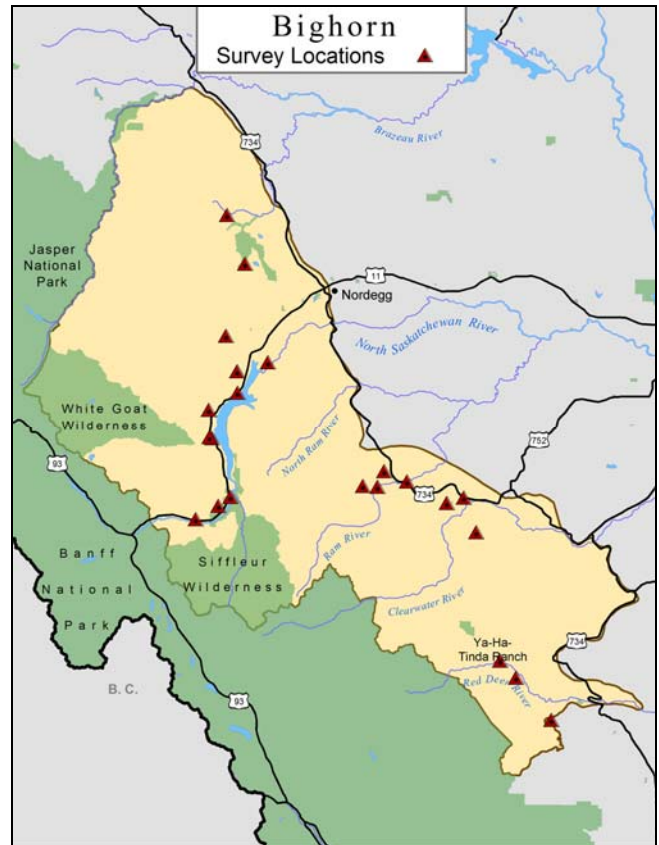 Bighorn
Survey Locations
734
Brazeau River
Jasper
National
Park
11
Nordegg
North Saskatchewan River
White Goat
Wilderness
93
North Ram River
752
734
Banff
National
Park
Siffleur
Wilderness
Ram River
Clearwater River
Ya-Ha-
Tinda Ranch
734
Red Deer River
B.C.
93